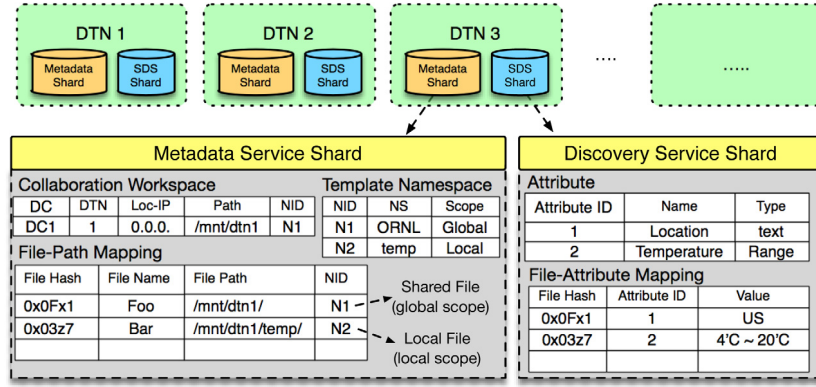 DTN 1 DTN 2 DTN 3
Metadata Shard SDS Shard Metadata Shard SDS Shard Metadata Shard SDS Shard .... .....
Metadata Service Shard
Collaboration Workspace
DC DTN Loc-IP Path NID
DC1 1 0.0.0. /mnt/dtn1 N1
Template Namespace
NID NS Scope
N1 ORNL Global
N2 temp Local
File-Path Mapping
File Hash File Name File Path NID
0x0Fx1 Foo /mnt/dtn1/ N1
0x03z7 Bar /mnt/dtn1/temp/ N2
Shared File
(global scope)
Local File
(local scope)
Discovery Service Shard
Attribute
Attribute ID Name Type
1 Location text
2 Temperature Range
File-Attribute Mapping
File Hash Attribute ID Value
0x0Fx1 1 US
0x03z7 2 4'C ~ 20'C